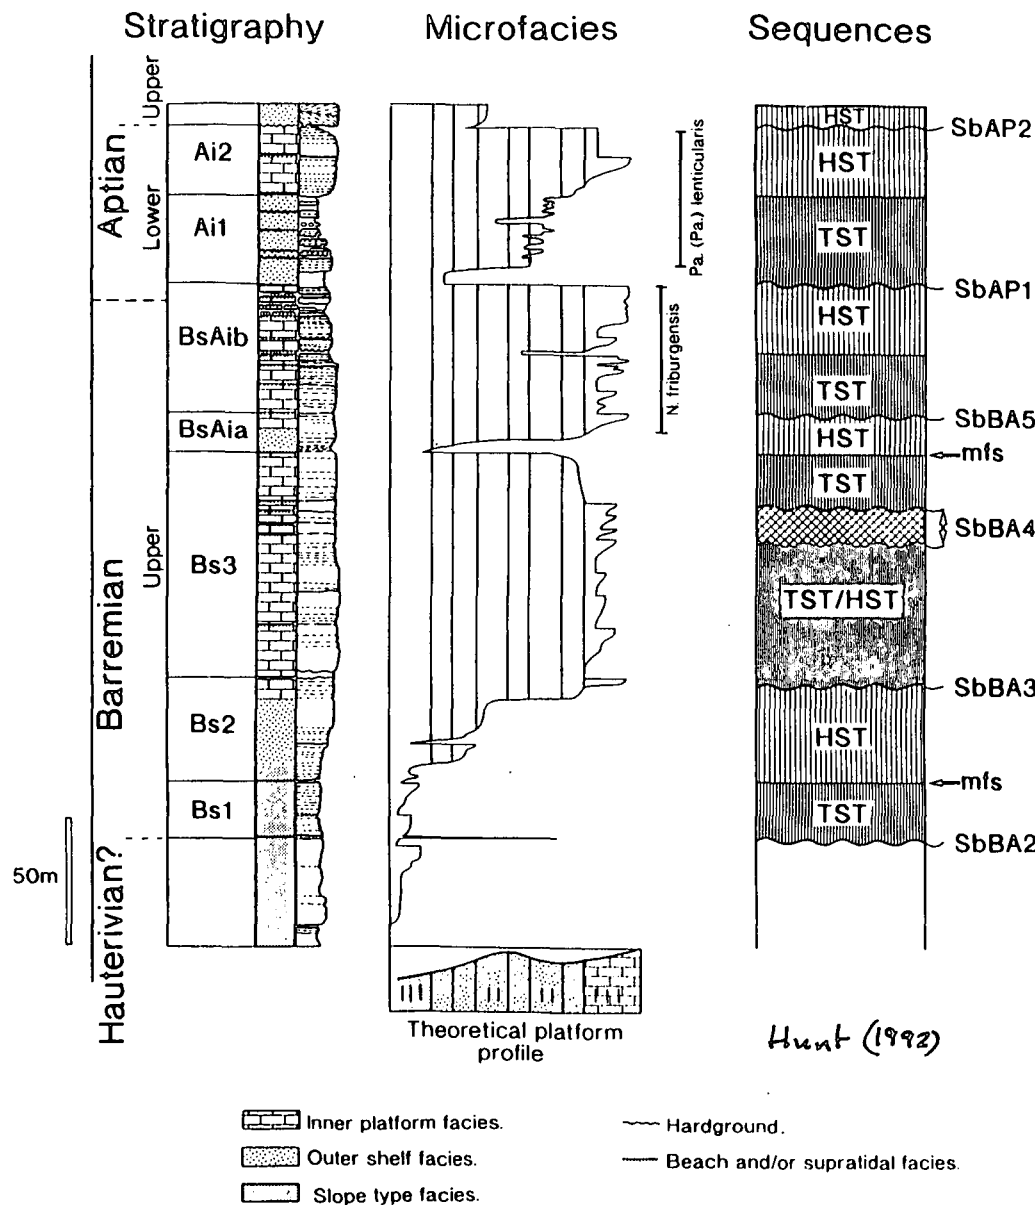 Stratigraphy
Microfacies
Sequences
Aptian
Barremian
Hauterivian?
Upper
Lower
Upper
50m
Ai2
Ai1
BsAib
BsAia
Bs3
Bs2
Bs1
Pa. (Pa.) lenticularis
N. friburgensis
Theoretical platform
profile
HST
SbAP2
HST
TST
SbAP1
HST
TST
SbBA5
HST
mfs
TST
SbBA4
TST/HST
SbBA3
HST
mfs
TST
SbBA2
Hunt (1992)
Inner platform facies.
Outer shelf facies.
Slope type facies.
Hardground.
Beach and/or supratidal facies.